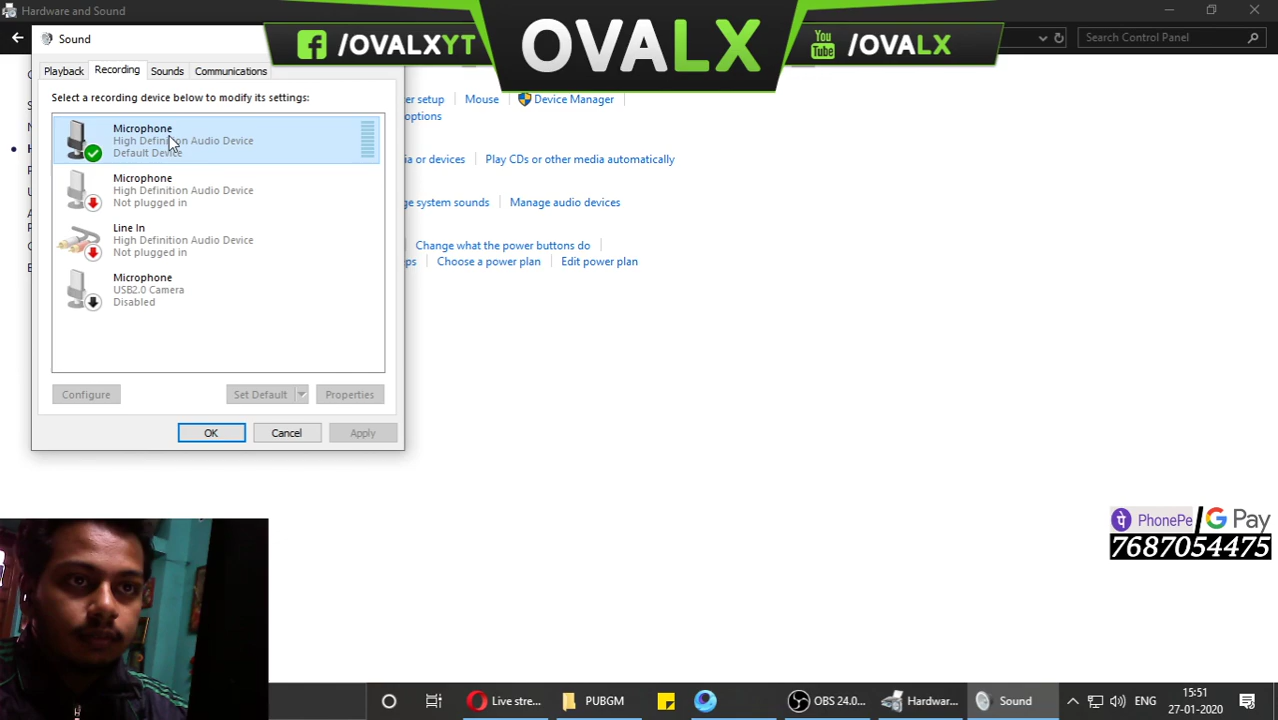 Hardware and Sound
Sound
Search Control Panel
/OVALXYT
OVALX
You Tube /OVALX
Playback Recording Sounds Communications
Select a recording device below to modify its settings:
Microphone
High Definition Audio Device
Default Device
Microphone
High Definition Audio Device
Not plugged in
Line In
High Definition Audio Device
Not plugged in
Microphone
USB2.0 Camera
Disabled
Configure Set Default Properties
OK Cancel Apply
setup Mouse Device Manager
options
ia or devices Play CDs or other media automatically
ge system sounds Manage audio devices
Change what the power buttons do
eps Choose a power plan Edit power plan
PhonePe / G Pay
7687054475
Live stre... PUBGM OBS 24.0... Hardwar... Sound ENG 15:51
27-01-2020